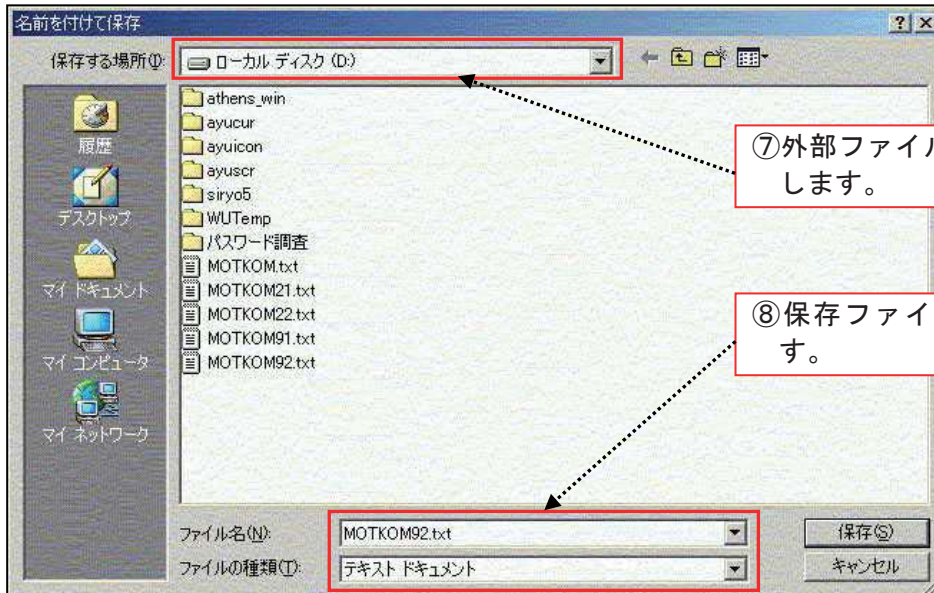 名前を付けて保存
保存する場所(I):
ローカル ディスク (D:)
履歴
デスクトップ
マイ ドキュメント
マイ コンピュータ
マイ ネットワーク
athens_win
ayucur
ayuicon
ayuscr
siryo5
WUTemp
パスワード調査
MOTKOM.txt
MOTKOM21.txt
MOTKOM22.txt
MOTKOM91.txt
MOTKOM92.txt
⑦外部ファイル
します。
⑧保存ファイ
す。
ファイル名(N):
MOTKOM92.txt
保存(S)
ファイルの種類(T):
テキスト ドキュメント
キャンセル